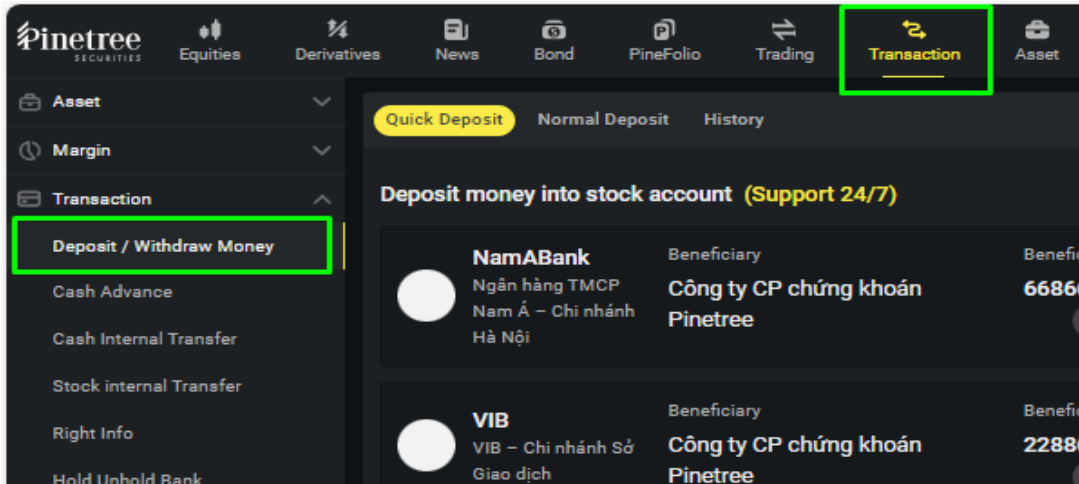 Pinetree
SECURITIES
Equities
Derivatives
News
Bond
PineFolio
Trading
Transaction
Asset
Asset
Margin
Transaction
Deposit / Withdraw Money
Cash Advance
Cash Internal Transfer
Stock internal Transfer
Right Info
Hold Unhold Bank
Quick Deposit
Normal Deposit
History
Deposit money into stock account (Support 24/7)
NamABank
Ngân hàng TMCP
Nam Á – Chi nhánh
Hà Nội
Beneficiary
Công ty CP chứng khoán
Pinetree
VIB
VIB – Chi nhánh Sở
Giao dịch
Beneficiary
Công ty CP chứng khoán
Pinetree